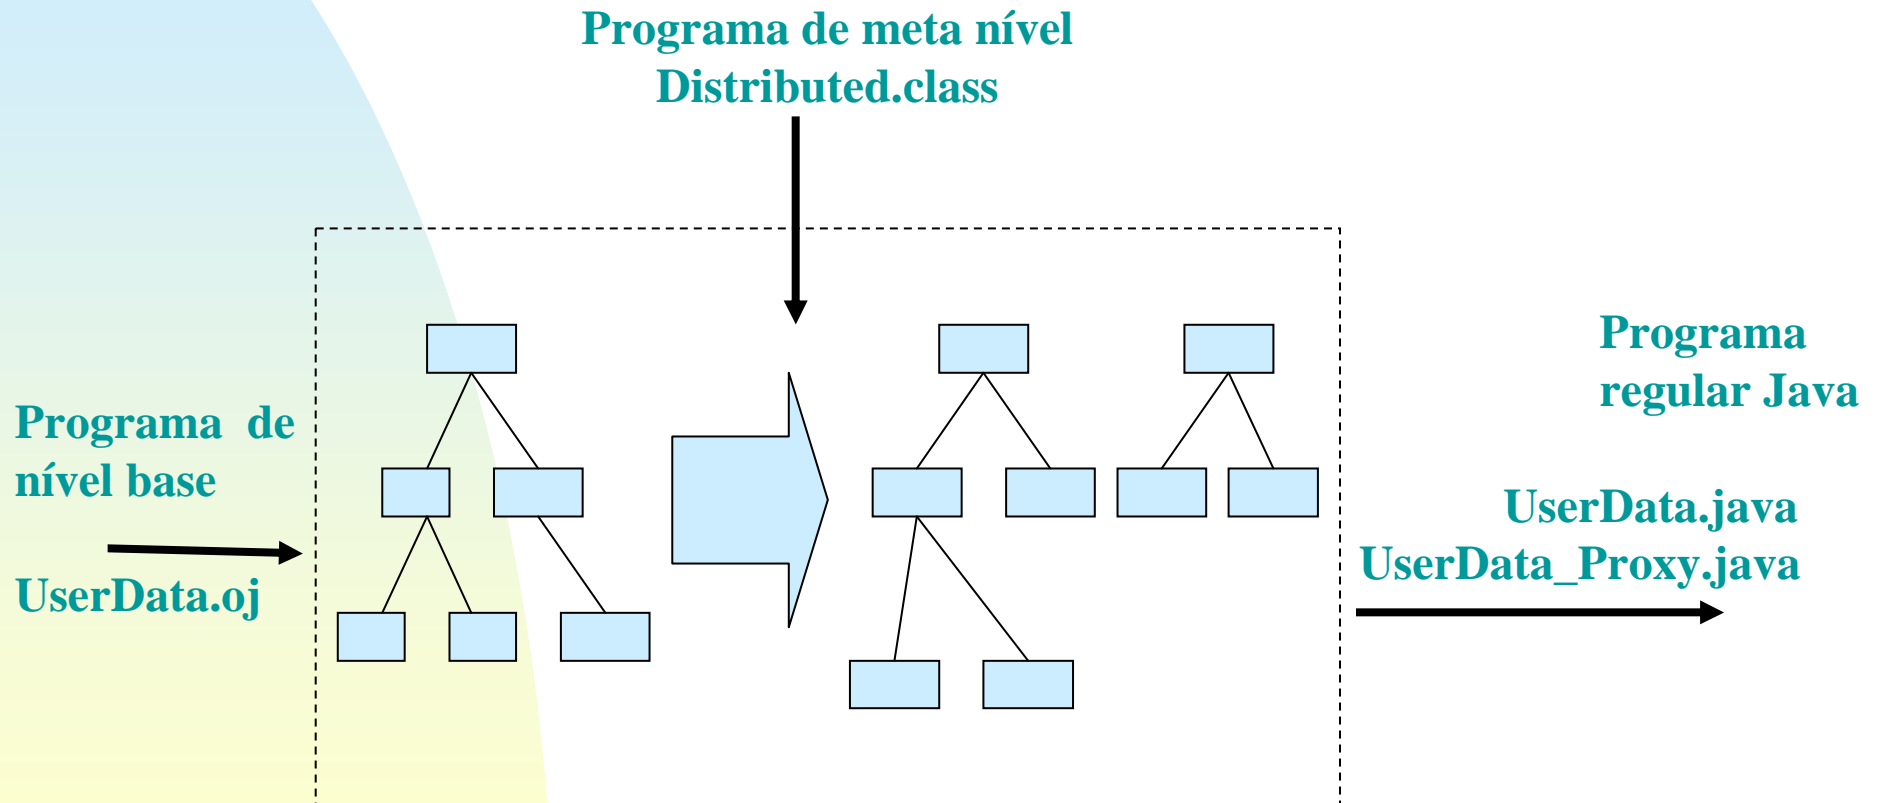 Programa de meta nível
Distributed.class
Programa de
nível base
UserData.oj
Programa
regular Java
UserData.java
UserData_Proxy.java